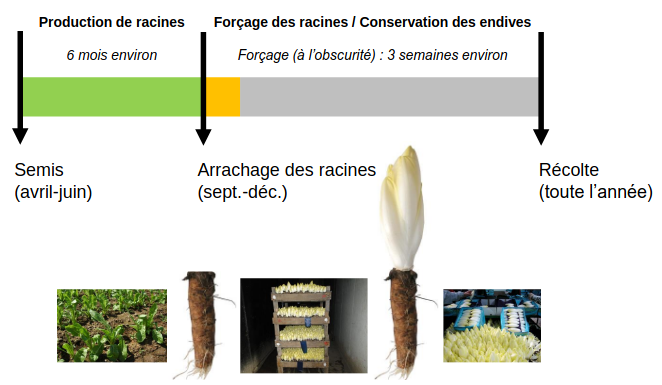 Production de racines
Forçage des racines / Conservation des endives
6 mois environ
Forçage (à l’obscurité) : 3 semaines environ
Semis
(avril-juin)
Arrachage des racines
(sept.-déc.)
Récolte
(toute l’année)